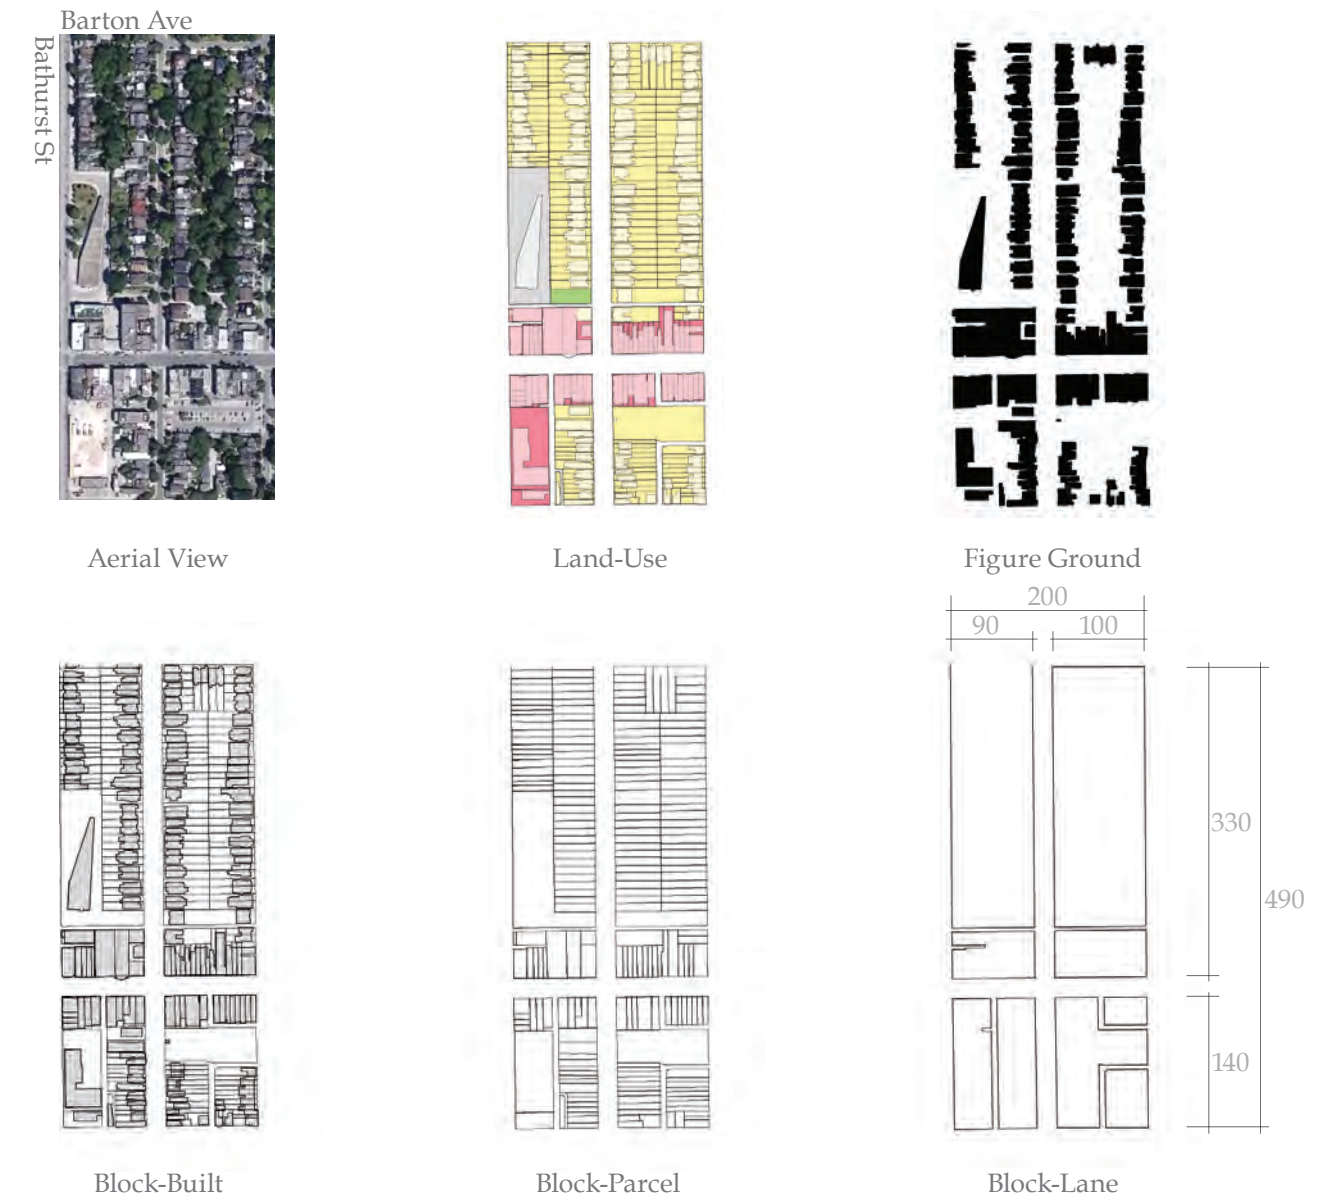 Barton Ave
Bathurst St
Aerial View
Land-Use
Figure Ground
200
90
100
330
490
140
Block-Built
Block-Parcel
Block-Lane